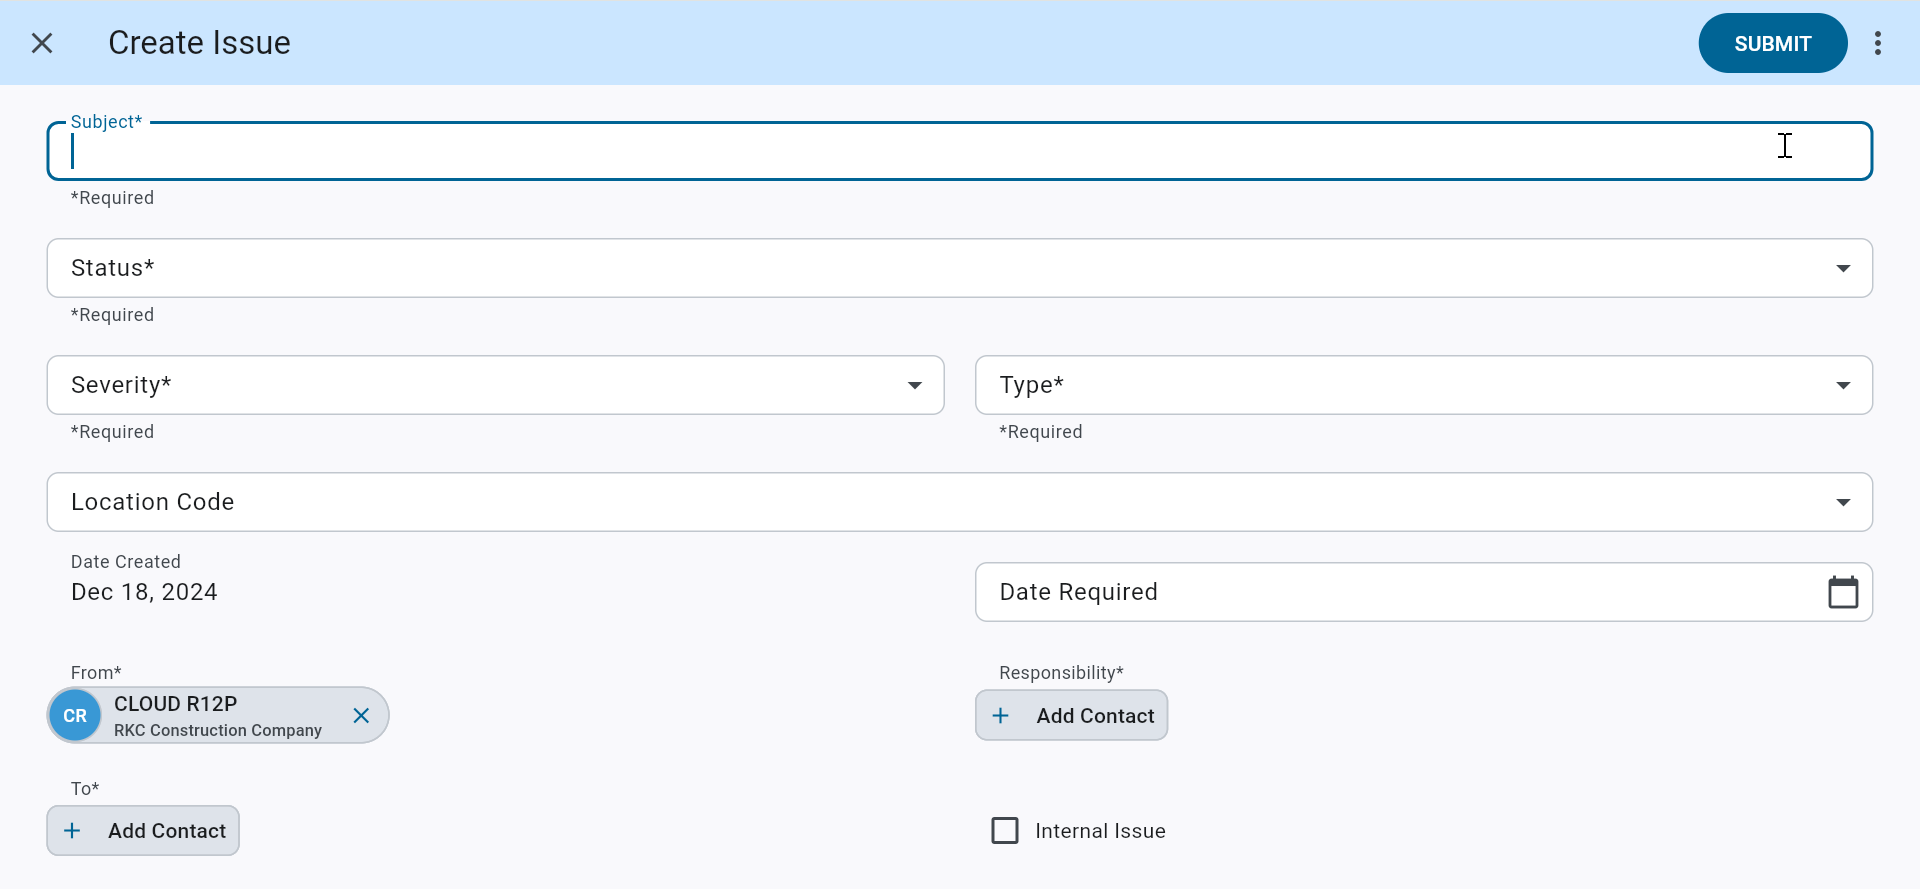 Create Issue
SUBMIT
Subject*
*Required
Status*
*Required
Severity*
Type*
*Required
*Required
Location Code
Date Created
Dec 18, 2024
Date Required
From*
Responsibility*
CR
CLOUD R12P
RKC Construction Company
Add Contact
To*
Add Contact
Internal Issue